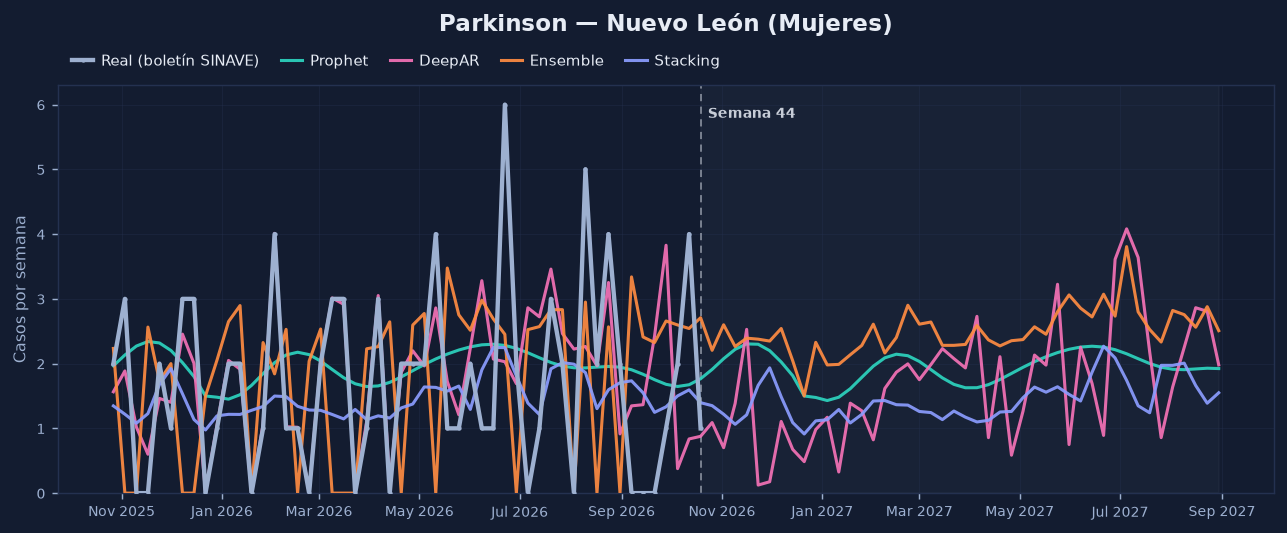 Parkinson — Nuevo León (Mujeres)
Real (boletín SINAVE) Prophet DeepAR Ensemble Stacking
Semana 44
Casos por semana
6
5
4
3
2
1
0
Nov 2025 Jan 2026 Mar 2026 May 2026 Jul 2026 Sep 2026 Nov 2026 Jan 2027 Mar 2027 May 2027 Jul 2027 Sep 2027